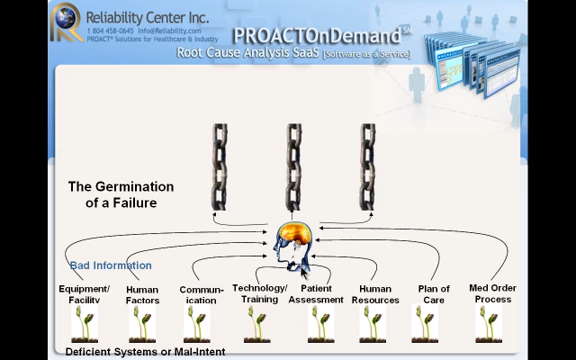 Reliability Center Inc.
1 804 458-0645 Info@Reliability.com
PROACT® Solutions for Healthcare & Industry
PROACTOnDemand
Root Cause Analysis SaaS [Software as a Service]
The Germination
of a Failure
Bad Information
Equipment/
Facility
Human
Factors
Commun-
ication
Technology/
Training
Patient
Assessment
Human
Resources
Plan of
Care
Med Order
Process
Deficient Systems or Mal-Intent